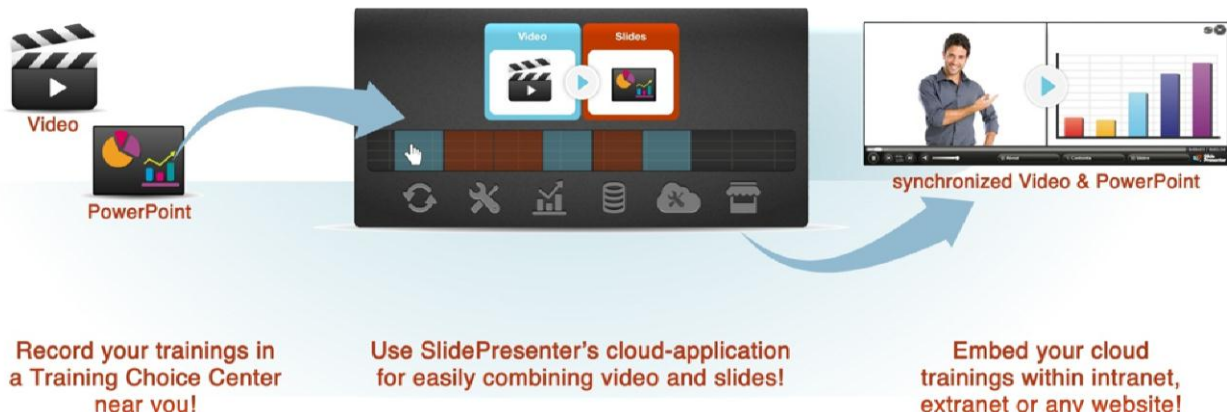 Video
Slides
Video
PowerPoint
synchronized Video & PowerPoint
Record your trainings in
a Training Choice Center
near you!
Use SlidePresenter's cloud-application
for easily combining video and slides!
Embed your cloud
trainings within intranet,
extranet or any website!